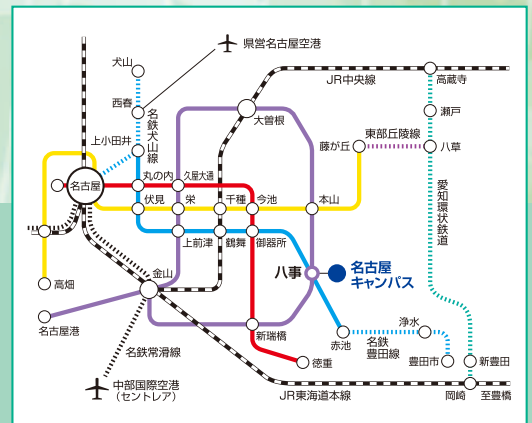 県営名古屋空港
犬山
JR中央線
高蔵寺
西春
名鉄犬山線
大曽根
瀬戸
上小田井
藤が丘
東部丘陵線
八草
名古屋
丸の内
久屋大通
愛知環状鉄道
伏見
栄
千種
今池
本山
上前津
鶴舞
御器所
金山
八事
名古屋
キャンパス
高畑
名古屋港
新瑞橋
赤池
浄水
名鉄
豊田線
名鉄常滑線
徳重
豊田市
新豊田
中部国際空港
(セントレア)
JR東海道本線
岡崎
至豊橋